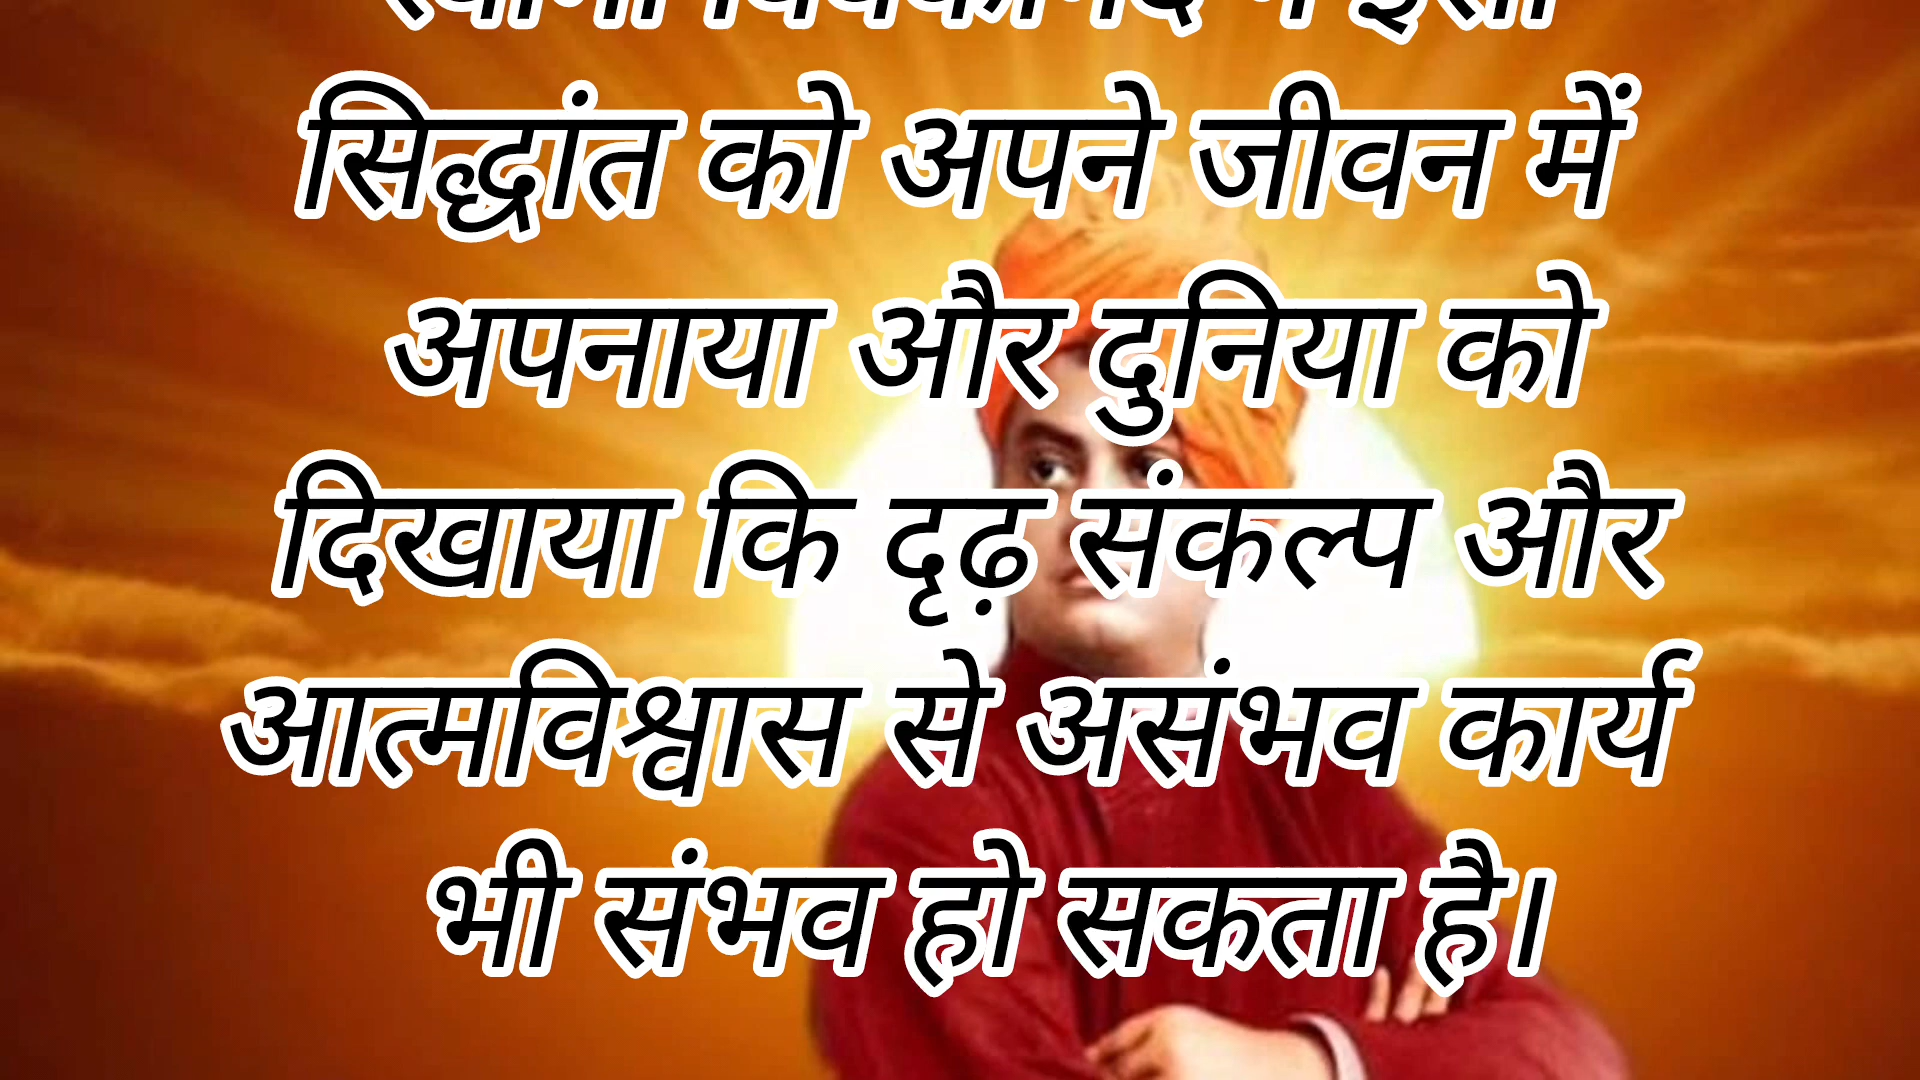 स्वामी विवेकानंद ने इसी
सिद्धांत को अपने जीवन में
अपनाया और दुनिया को
दिखाया कि दृढ़ संकल्प और
आत्मविश्वास से असंभव कार्य
भी संभव हो सकता है।